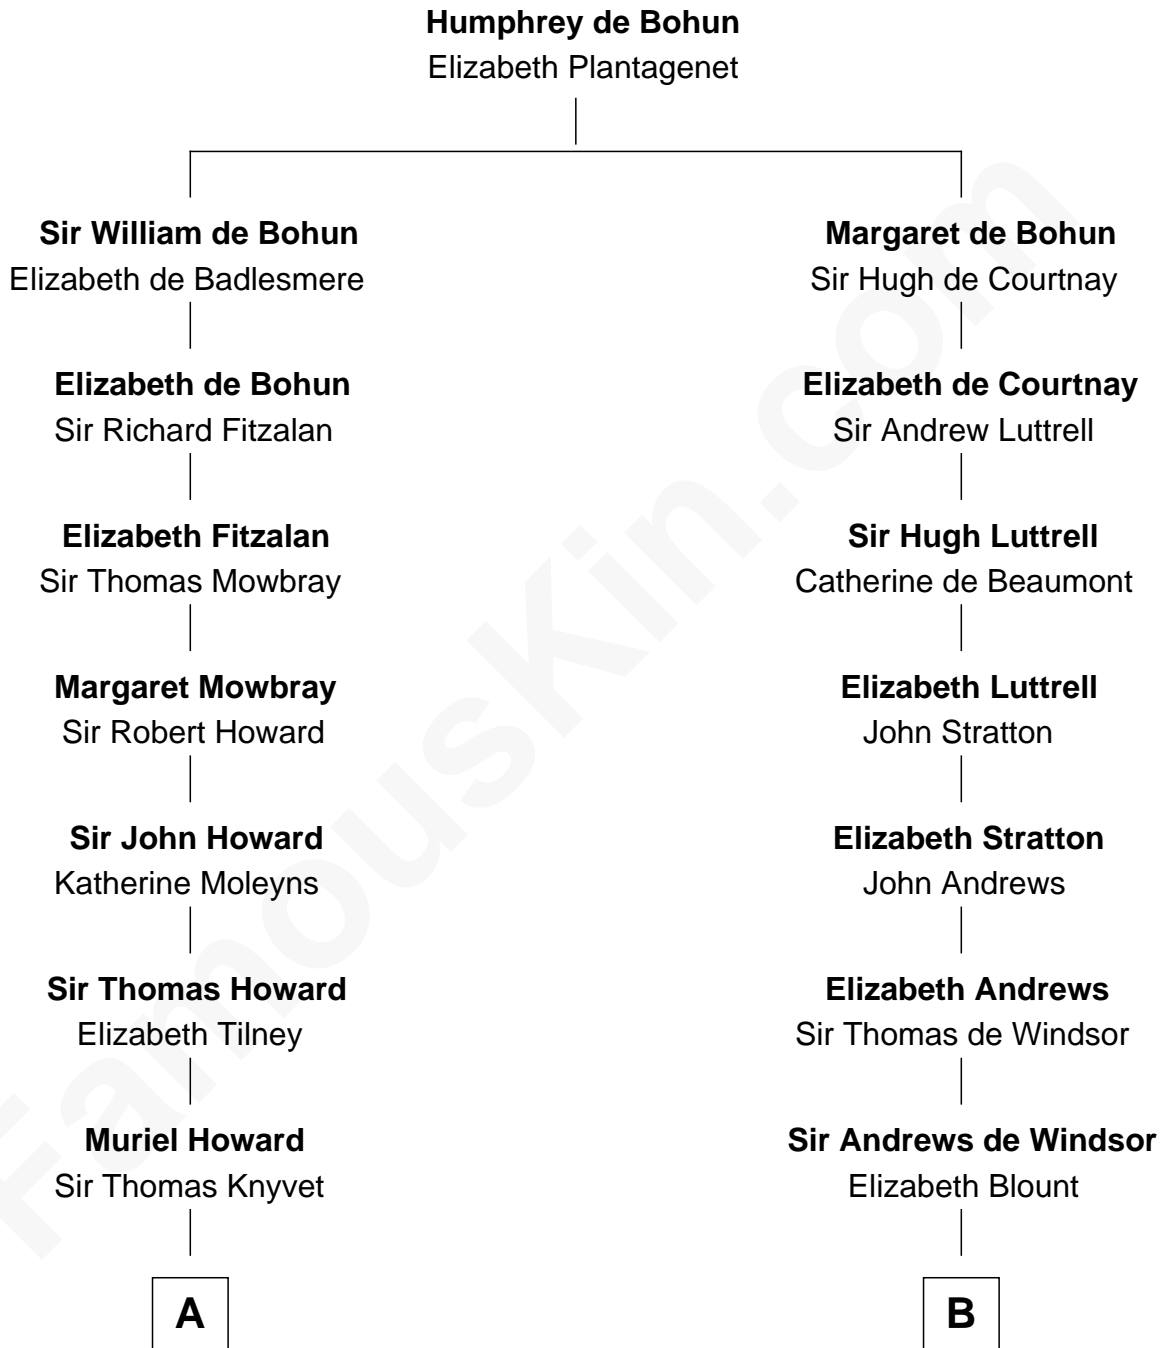 Humphrey de Bohun
Elizabeth Plantagenet
Sir William de Bohun
Elizabeth de Badlesmere
Margaret de Bohun
Sir Hugh de Courtnay
Elizabeth de Bohun
Sir Richard Fitzalan
Elizabeth de Courtnay
Sir Andrew Luttrell
Elizabeth Fitzalan
Sir Thomas Mowbray
Sir Hugh Luttrell
Catherine de Beaumont
Margaret Mowbray
Sir Robert Howard
Elizabeth Luttrell
John Stratton
Sir John Howard
Katherine Moleyns
Elizabeth Stratton
John Andrews
Sir Thomas Howard
Elizabeth Tilney
Elizabeth Andrews
Sir Thomas de Windsor
Muriel Howard
Sir Thomas Knyvet
Sir Andrews de Windsor
Elizabeth Blount
A
B
FamousKin.com